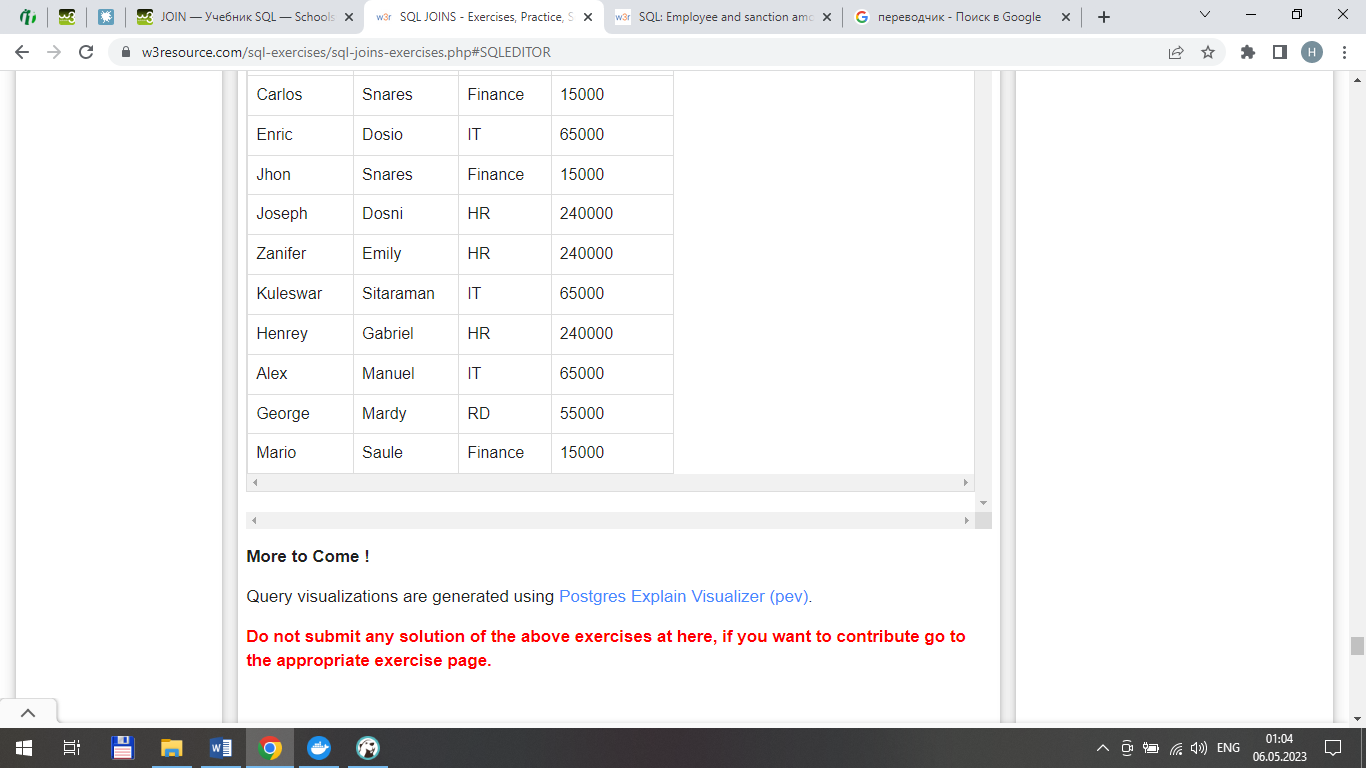 JOIN — Учебник SQL — Schools
SQL JOINS - Exercises, Practice, S
SQL: Employee and sanction amo
переводчик - Поиск в Google
w3resource.com/sql-exercises/sql-joins-exercises.php#SQLEDITOR
H
Carlos Snares Finance 15000
Enric Dosio IT 65000
Jhon Snares Finance 15000
Joseph Dosni HR 240000
Zanifer Emily HR 240000
Kuleswar Sitaraman IT 65000
Henrey Gabriel HR 240000
Alex Manuel IT 65000
George Mardy RD 55000
Mario Saule Finance 15000
More to Come !
Query visualizations are generated using Postgres Explain Visualizer (pev).
Do not submit any solution of the above exercises at here, if you want to contribute go to
the appropriate exercise page.
ENG
01:04
06.05.2023